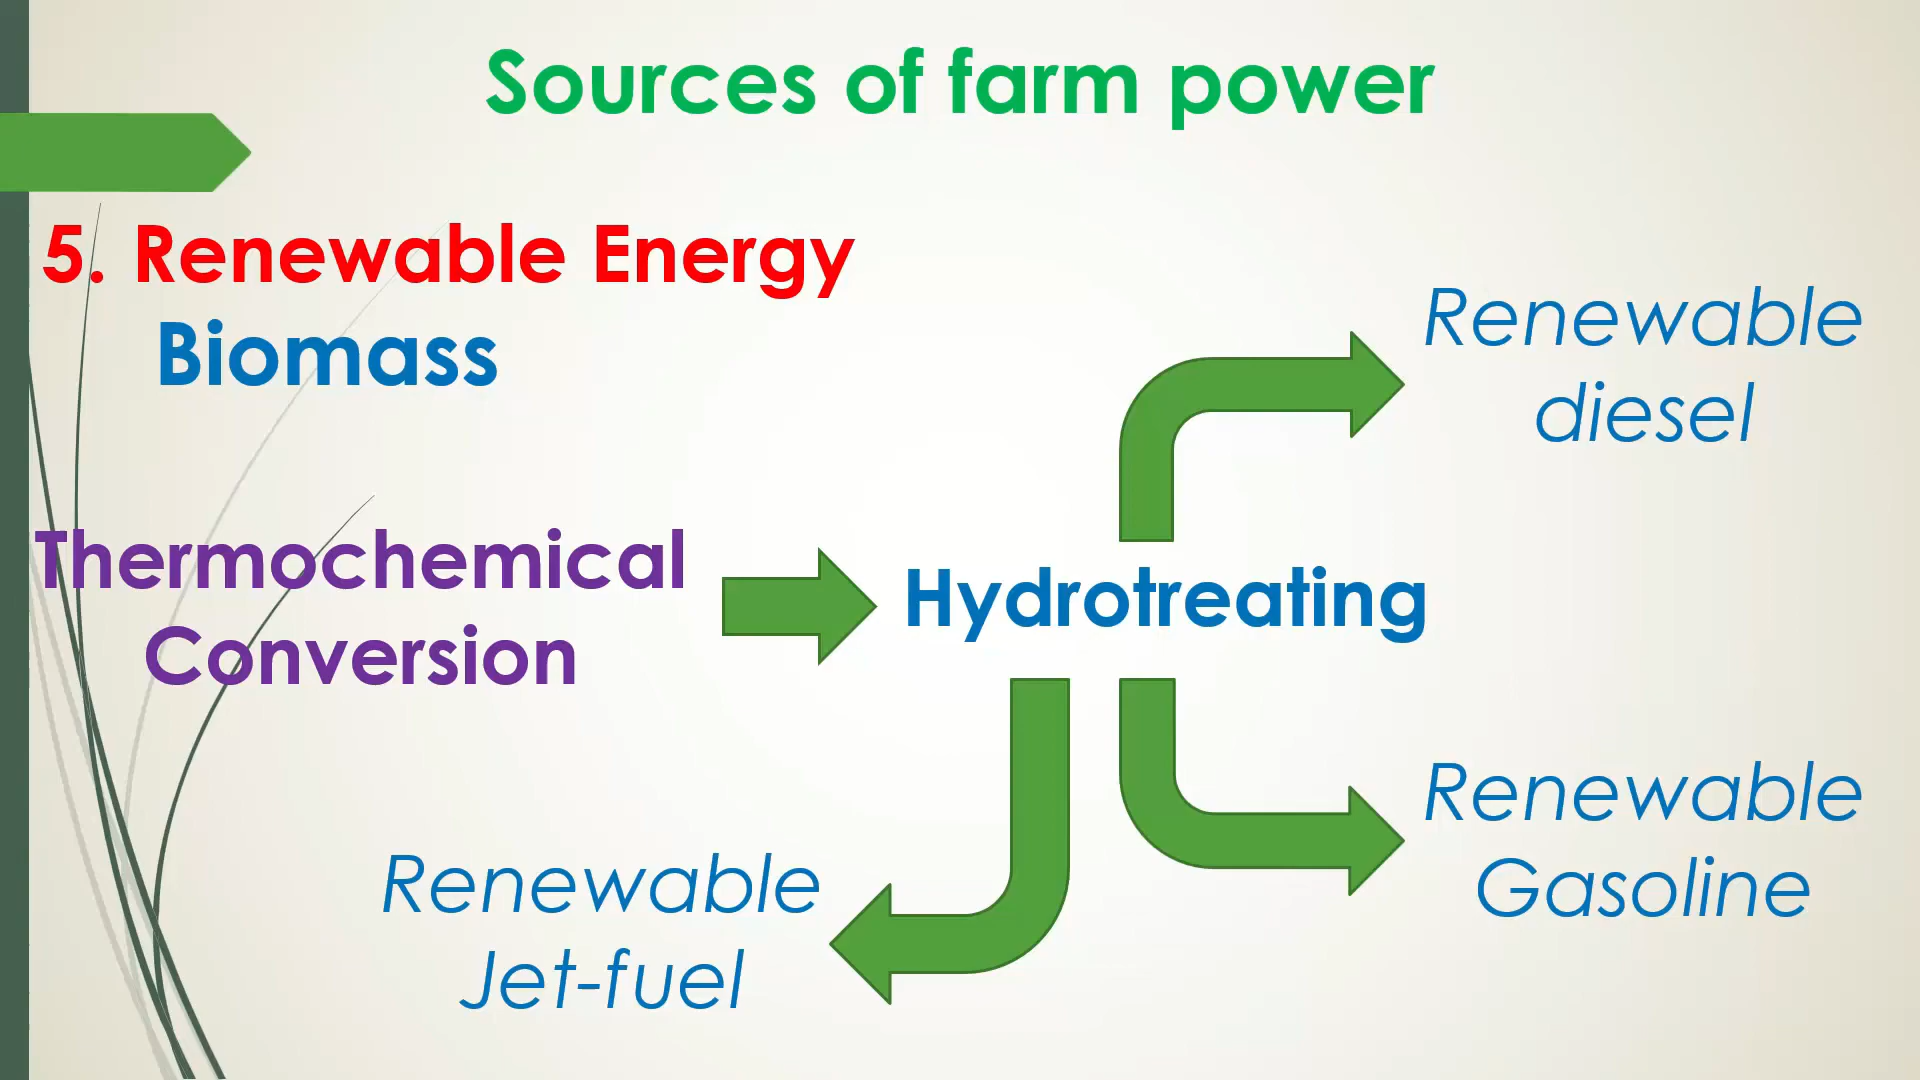 Sources of farm power
5. Renewable Energy
Biomass
Renewable
diesel
Thermochemical
Conversion
Hydrotreating
Renewable
Gasoline
Renewable
Jet-fuel